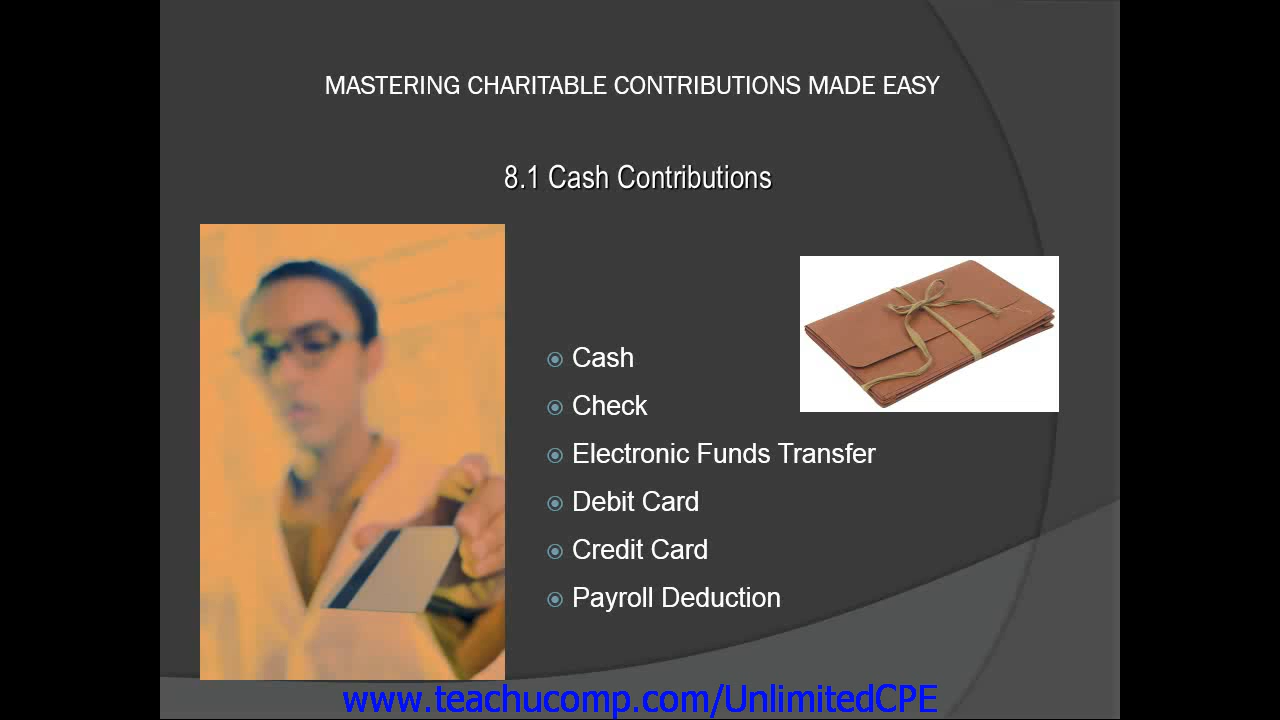 MASTERING CHARITABLE CONTRIBUTIONS MADE EASY
8.1 Cash Contributions
Cash
Check
Electronic Funds Transfer
Debit Card
Credit Card
Payroll Deduction
www.teachucomp.com/UnlimitedCPE